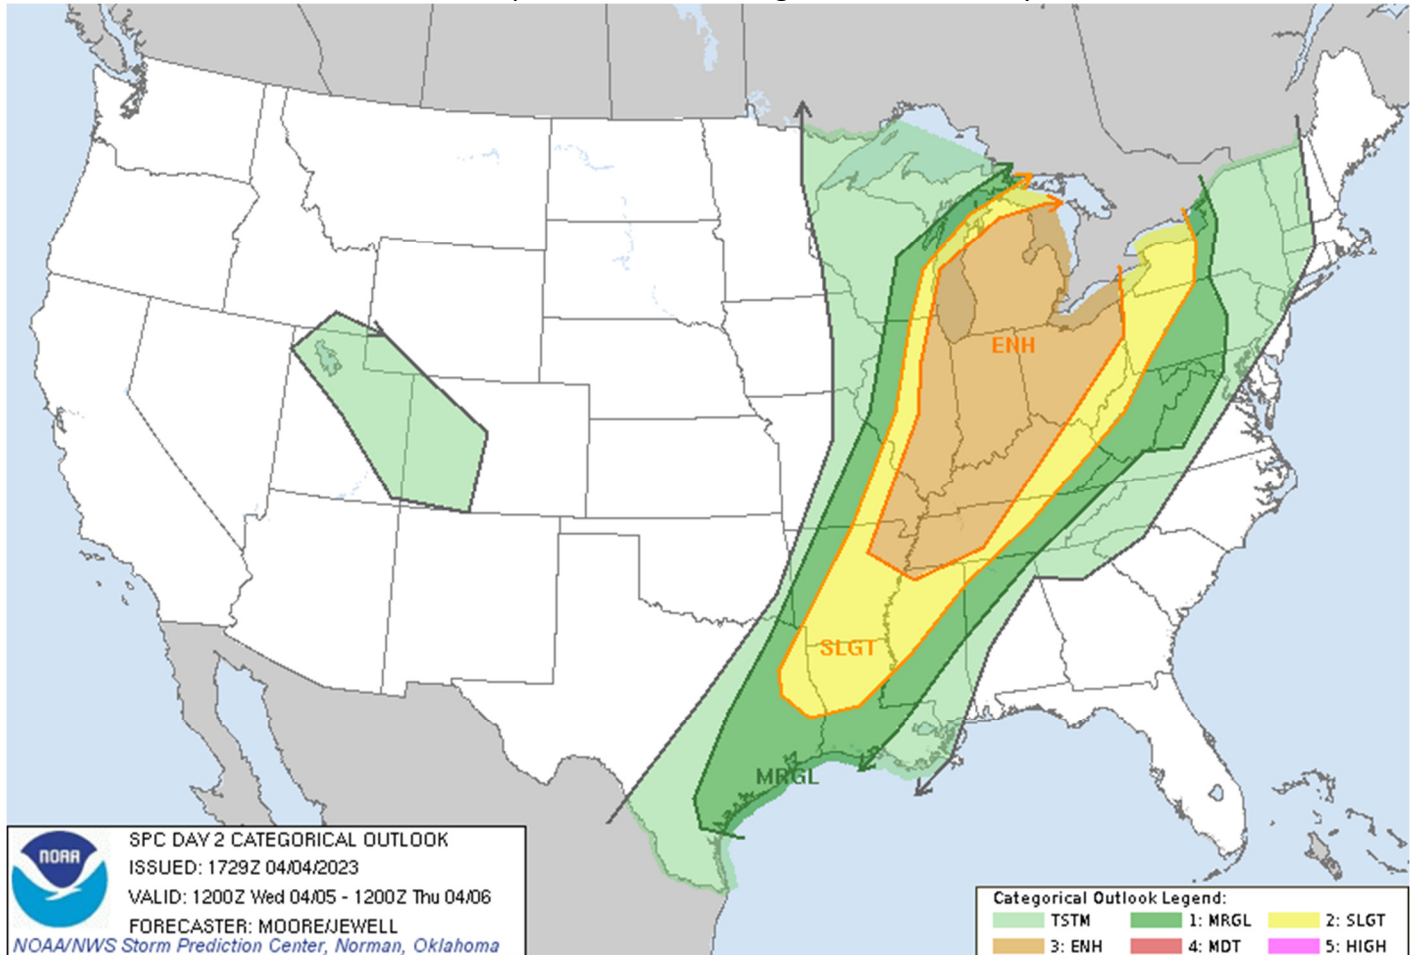 ENH
SLGT
MRGL
NOAA
SPC DAY 2 CATEGORICAL OUTLOOK
ISSUED: 1729Z 04/04/2023
VALID: 1200Z Wed 04/05 - 1200Z Thu 04/06
FORECASTER: MOORE/JEWELL
NOAA/NWS Storm Prediction Center, Norman, Oklahoma
Categorical Outlook Legend:
TSTM 1: MRGL 2: SLGT
3: ENH 4: MDT 5: HIGH